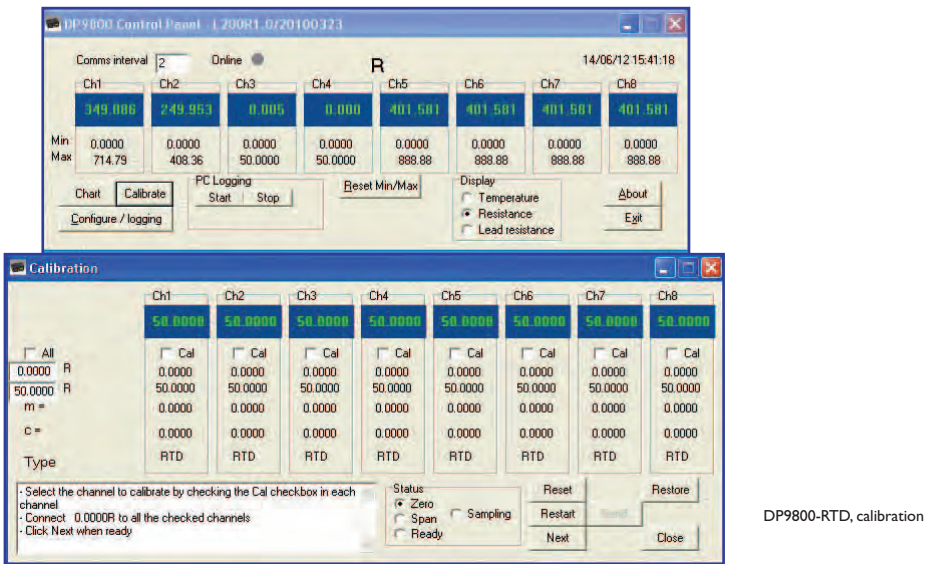 DP9800 Control Panel - L200R1.0/20100323
Comms interval 2 Online R 14/06/12 15:41:18
Ch1 Ch2 Ch3 Ch4 Ch5 Ch6 Ch7 Ch8
349.886 249.953 0.005 0.000 401.581 401.581 401.581 401.581
Min 0.0000 0.0000 0.0000 0.0000 0.0000 0.0000 0.0000 0.0000
Max 714.79 408.36 50.0000 50.0000 888.88 888.88 888.88 888.88
Chart Calibrate PC Logging Start Stop Reset Min/Max Display Temperature About
Configure / logging Resistance Exit
Lead resistance
Calibration
Ch1 Ch2 Ch3 Ch4 Ch5 Ch6 Ch7 Ch8
50.0000 50.0000 50.0000 50.0000 50.0000 50.0000 50.0000 50.0000
All Cal Cal Cal Cal Cal Cal Cal Cal
0.0000 R 0.0000 0.0000 0.0000 0.0000 0.0000 0.0000 0.0000 0.0000
50.0000 R 50.0000 50.0000 50.0000 50.0000 50.0000 50.0000 50.0000 50.0000
m = 0.0000 0.0000 0.0000 0.0000 0.0000 0.0000 0.0000 0.0000
c = 0.0000 0.0000 0.0000 0.0000 0.0000 0.0000 0.0000 0.0000
Type RTD RTD RTD RTD RTD RTD RTD RTD
- Select the channel to calibrate by checking the Cal checkbox in each
channel
- Connect 0.0000R to all the checked channels
- Click Next when ready
Status
Zero
Span Sampling
Ready
Reset Restore
Restart
Next Close
DP9800-RTD, calibration